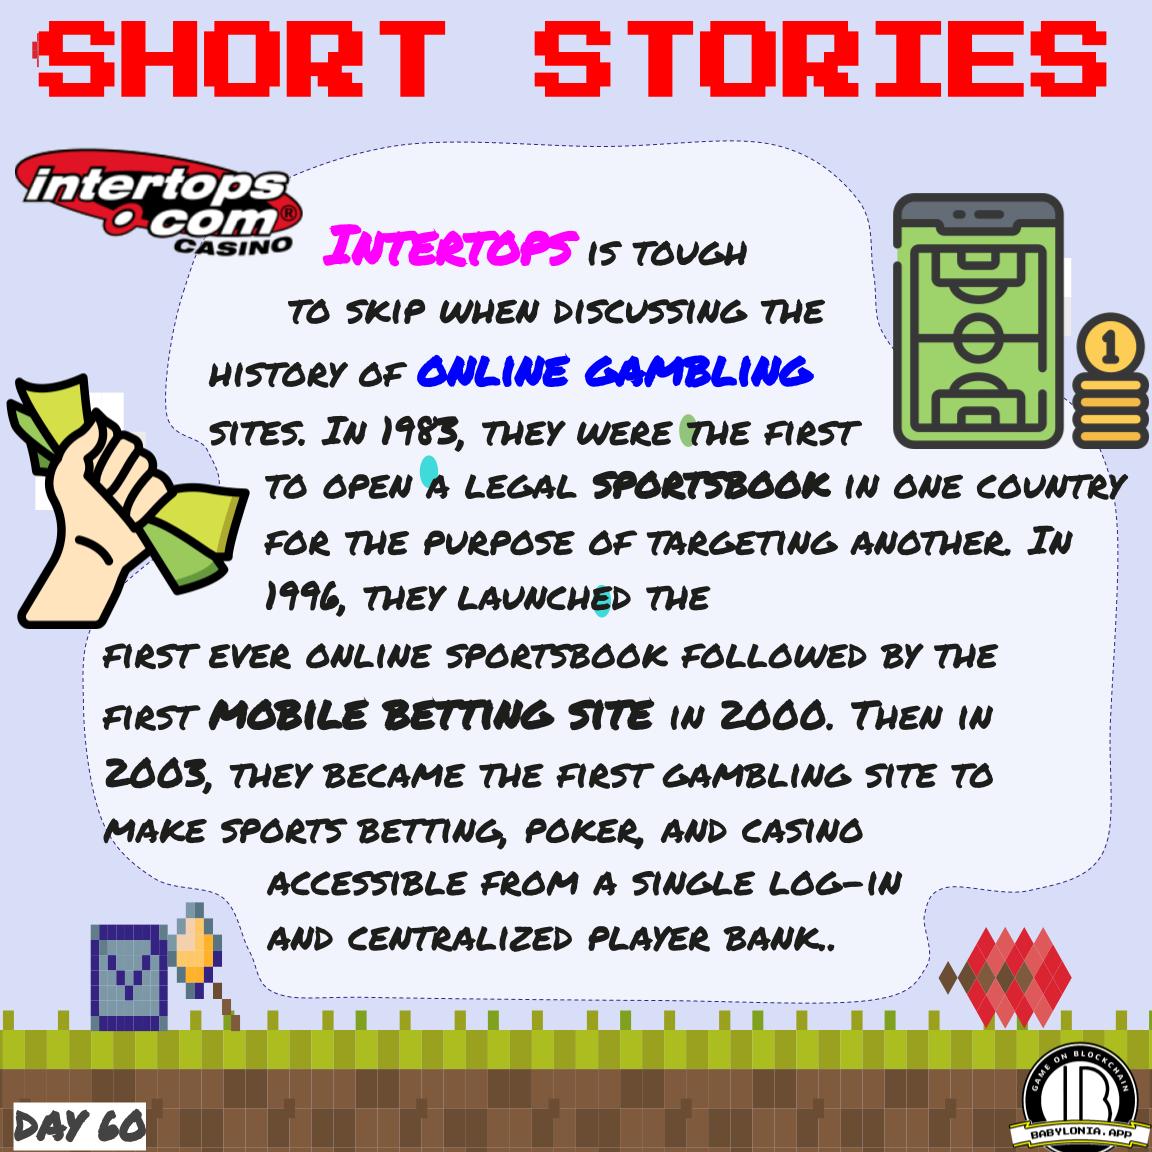 SHORT STORIES
intertops
.com®
CASINO
INTERTOPS IS TOUGH
TO SKIP WHEN DISCUSSING THE
HISTORY OF ONLINE GAMBLING
SITES. IN 1983, THEY WERE THE FIRST
TO OPEN A LEGAL SPORTSBOOK IN ONE COUNTRY
FOR THE PURPOSE OF TARGETING ANOTHER. IN
1996, THEY LAUNCHED THE
FIRST EVER ONLINE SPORTSBOOK FOLLOWED BY THE
FIRST MOBILE BETTING SITE IN 2000. THEN IN
2003, THEY BECAME THE FIRST GAMBLING SITE TO
MAKE SPORTS BETTING, POKER, AND CASINO
ACCESSIBLE FROM A SINGLE LOG-IN
AND CENTRALIZED PLAYER BANK..
1
DAY 60
GAME ON BLOCKCHAIN
B
BABYLONIA.APP